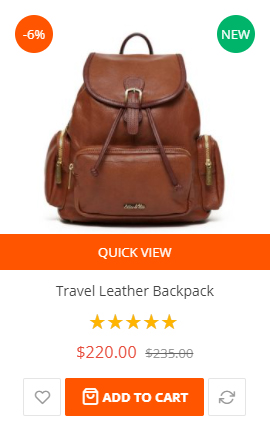 -6%
NEW
QUICK VIEW
Travel Leather Backpack
$220.00 $235.00
ADD TO CART